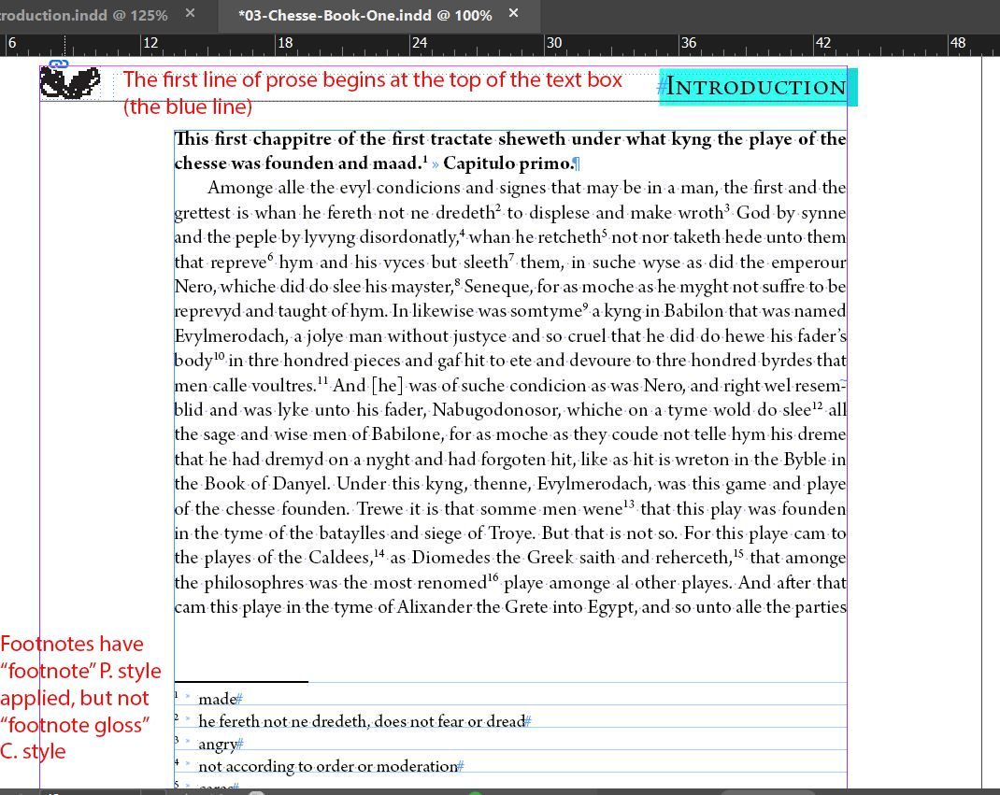 roduction.indd @ 125% ×
*03-Chesse-Book-One.indd @ 100% ×
6 12 18 24 30 36 42 48
The first line of prose begins at the top of the text box
(the blue line)
#INTRODUCTION
This first chappitre of the first tractate sheweth under what kyng the playe of the
chesse was founden and maad.¹ » Capitulo primo.¶
Amonge alle the evyl condicions and signes that may be in a man, the first and the
grettest is whan he fereth not ne dredeth² to displese and make wroth³ God by synne
and the peple by lyvyng disordonatly,⁴ whan he retcheth⁵ not nor taketh hede unto them
that repreve⁶ hym and his vyces but sleeth⁷ them, in suche wyse as did the emperour
Nero, whiche did do slee his mayster,⁸ Seneque, for as moche as he myght not suffre to be
reprevyd and taught of hym. In likewise was somtyme⁹ a kyng in Babilon that was named
Evylmerodach, a jolye man without justyce and so cruel that he did do hewe his fader’s
body¹⁰ in thre hondred pieces and gaf hit to ete and devoure to thre hondred byrdes that
men calle voultres.¹¹ And [he] was of suche condicion as was Nero, and right wel resem-
blid and was lyke unto his fader, Nabugodonosor, whiche on a tyme wold do slee¹² all
the sage and wise men of Babilone, for as moche as they coude not telle hym his dreme
that he had dremyd on a nyght and had forgoten hit, like as hit is wreton in the Byble in
the Book of Danyel. Under this kyng, thenne, Evylmerodach, was this game and playe
of the chesse founden. Trewe it is that somme men wene¹³ that this play was founden
in the tyme of the bataylles and siege of Troye. But that is not so. For this playe cam to
the playes of the Caldees,¹⁴ as Diomedes the Greek saith and reherceth,¹⁵ that amonge
the philosophres was the most renomed¹⁶ playe amonge al other playes. And after that
cam this playe in the tyme of Alixander the Grete into Egypt, and so unto alle the parties
Footnotes have
“footnote” P. style
applied, but not
“footnote gloss”
C. style
¹ » made#
² » he fereth not ne dredeth, does not fear or dread#
³ » angry#
⁴ » not according to order or moderation#
⁵ » cares#